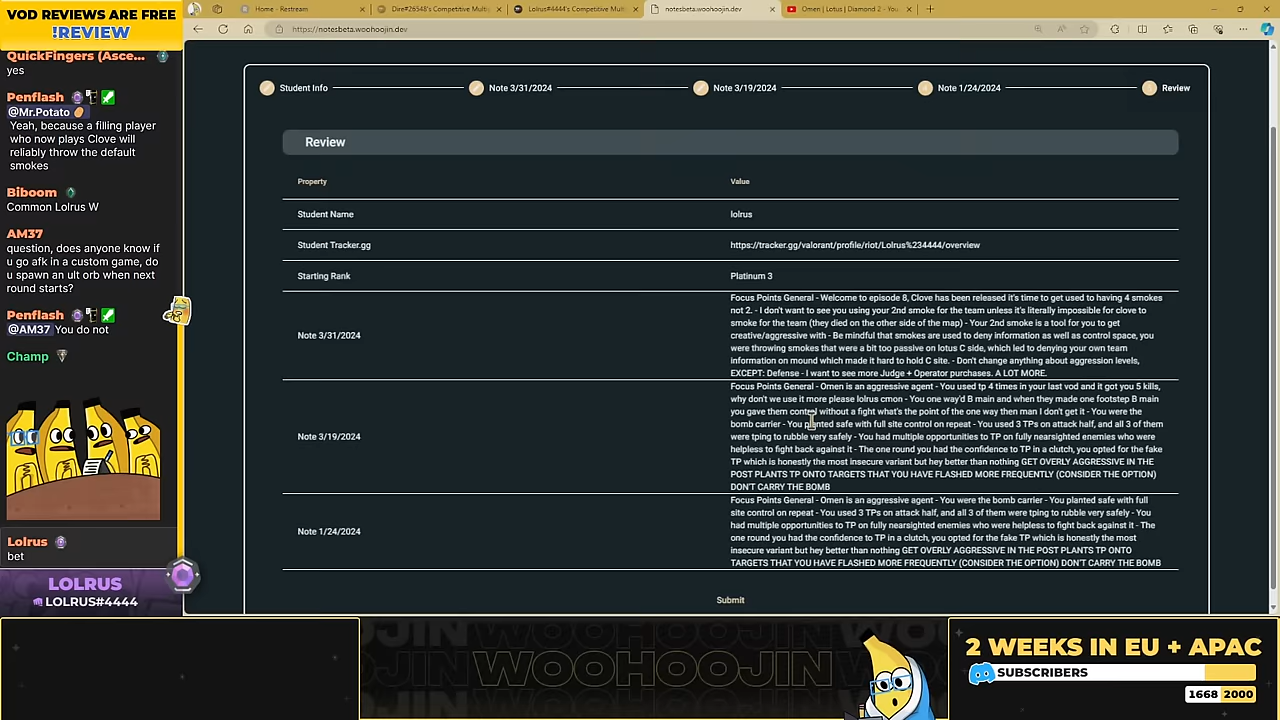 VOD REVIEWS ARE FREE
!REVIEW
QuickFingers (Asce...
yes
Penflash
@Mr.Potato
Yeah, because a filling player
who now plays Clove will
reliably throw the default
smokes
Biboom
Common Lolrus W
AM37
question, does anyone know if
u go afk in a custom game, do
u spawn an ult orb when next
round starts?
Penflash
@AM37 You do not
Champ
Lolrus
bet
LOLRUS
LOLRUS#4444
Home - Restream
Dire#26548's Competitive Multi
Lolrus#4444's Competitive Mult
notesbeta.woohoojin.dev
Omen | Lotus | Diamond 2 - You
https://notesbeta.woohoojin.dev
Student Info
Note 3/31/2024
Note 3/19/2024
Note 1/24/2024
Review
Review
Property
Value
Student Name
lolrus
Student Tracker.gg
https://tracker.gg/valorant/profile/riot/Lolrus%234444/overview
Starting Rank
Platinum 3
Note 3/31/2024
Focus Points General - Welcome to episode 8, Clove has been released it's time to get used to having 4 smokes
not 2. - I don't want to see you using your 2nd smoke for the team unless it's literally impossible for clove to
smoke for the team (they died on the other side of the map) - Your 2nd smoke is a tool for you to get
creative/aggressive with - Be mindful that smokes are used to deny information as well as control space, you
were throwing smokes that were a bit too passive on lotus C side, which led to denying your own team
information on mound which made it hard to hold C site. - Don't change anything about aggression levels,
EXCEPT: Defense - I want to see more Judge + Operator purchases. A LOT MORE.
Note 3/19/2024
Focus Points General - Omen is an aggressive agent - You used tp 4 times in your last vod and it got you 5 kills,
why don't we use it more please lolrus cmon - You one way'd B main and when they made one footstep B main
you gave them control without a fight what's the point of the one way then man I don't get it - You were the
bomb carrier - You planted safe with full site control on repeat - You used 3 TPs on attack half, and all 3 of them
were tping to rubble very safely - You had multiple opportunities to TP on fully nearsighted enemies who were
helpless to fight back against it - The one round you had the confidence to TP in a clutch, you opted for the fake
TP which is honestly the most insecure variant but hey better than nothing GET OVERLY AGGRESSIVE IN THE
POST PLANTS TP ONTO TARGETS THAT YOU HAVE FLASHED MORE FREQUENTLY (CONSIDER THE OPTION)
DON'T CARRY THE BOMB
Note 1/24/2024
Focus Points General - Omen is an aggressive agent - You were the bomb carrier - You planted safe with full
site control on repeat - You used 3 TPs on attack half, and all 3 of them were tping to rubble very safely - You
had multiple opportunities to TP on fully nearsighted enemies who were helpless to fight back against it - The
one round you had the confidence to TP in a clutch, you opted for the fake TP which is honestly the most
insecure variant but hey better than nothing GET OVERLY AGGRESSIVE IN THE POST PLANTS TP ONTO
TARGETS THAT YOU HAVE FLASHED MORE FREQUENTLY (CONSIDER THE OPTION) DON'T CARRY THE BOMB
Submit
WOOHOOJIN
2 WEEKS IN EU + APAC
SUBSCRIBERS
1668 2000